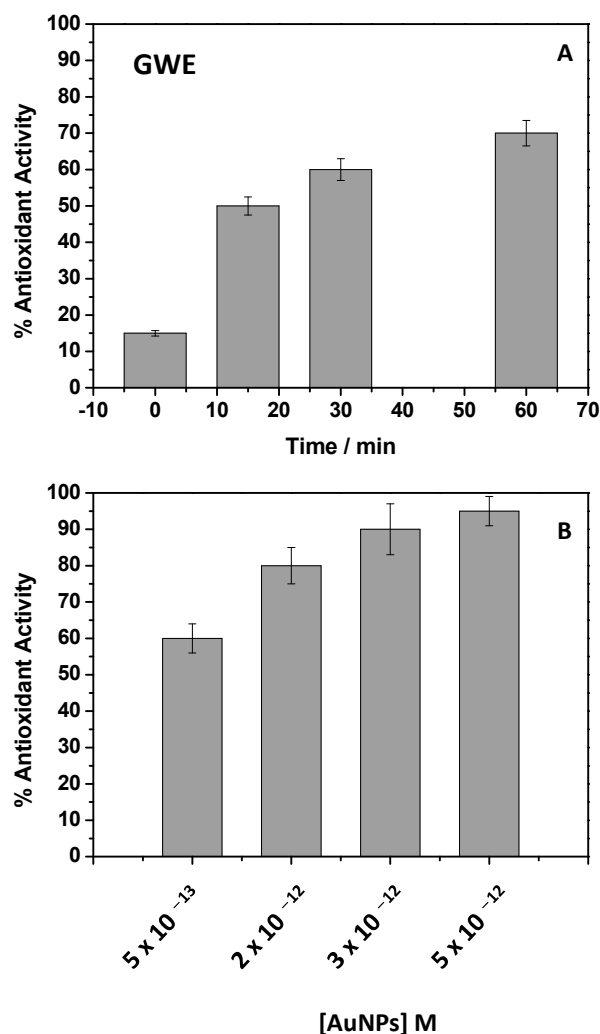 100
90
80
70
60
50
40
30
20
10
0
% Antioxidant Activity
GWE
A
-10 0 10 20 30 40 50 60 70
Time / min
100
90
80
70
60
50
40
30
20
10
0
% Antioxidant Activity
B
5 x 10 ⁻¹³
2 x 10 ⁻¹²
3 x 10 ⁻¹²
5 x 10 ⁻¹²
[AuNPs] M